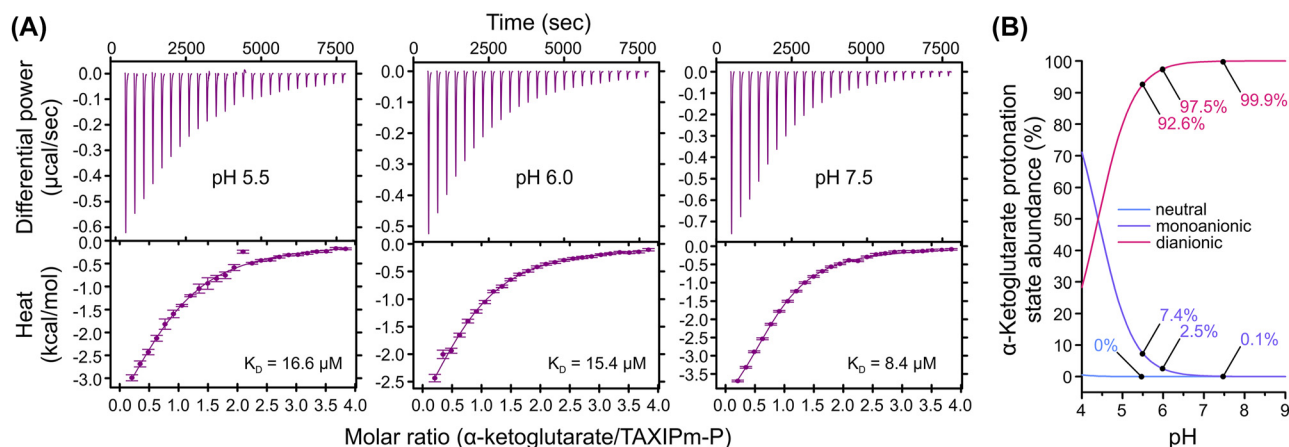 (A)
Time (sec)
0 2500 5000 7500
0 2500 5000 7500
0 2500 5000 7500
Differential power
(µcal/sec)
0.0
-0.1
-0.2
-0.3
-0.4
-0.5
-0.6
pH 5.5
0.0
-0.1
-0.2
-0.3
-0.4
-0.5
pH 6.0
0.0
-0.1
-0.2
-0.3
-0.4
-0.5
-0.6
-0.7
pH 7.5
Heat
(kcal/mol)
0.0
-0.5
-1.0
-1.5
-2.0
-2.5
-3.0
K_D = 16.6 µM
0.0
-0.5
-1.0
-1.5
-2.0
-2.5
K_D = 15.4 µM
0.0
-0.5
-1.0
-1.5
-2.0
-2.5
-3.0
-3.5
K_D = 8.4 µM
0.0 0.5 1.0 1.5 2.0 2.5 3.0 3.5 4.0
0.0 0.5 1.0 1.5 2.0 2.5 3.0 3.5 4.0
0.0 0.5 1.0 1.5 2.0 2.5 3.0 3.5 4.0
Molar ratio (α-ketoglutarate/TAXIPm-P)
(B)
α-Ketoglutarate protonation
state abundance (%)
100
90
80
70
60
50
40
30
20
10
0
97.5%
99.9%
92.6%
neutral
monoanionic
dianionic
7.4%
2.5%
0%
0.1%
4 5 6 7 8 9
pH